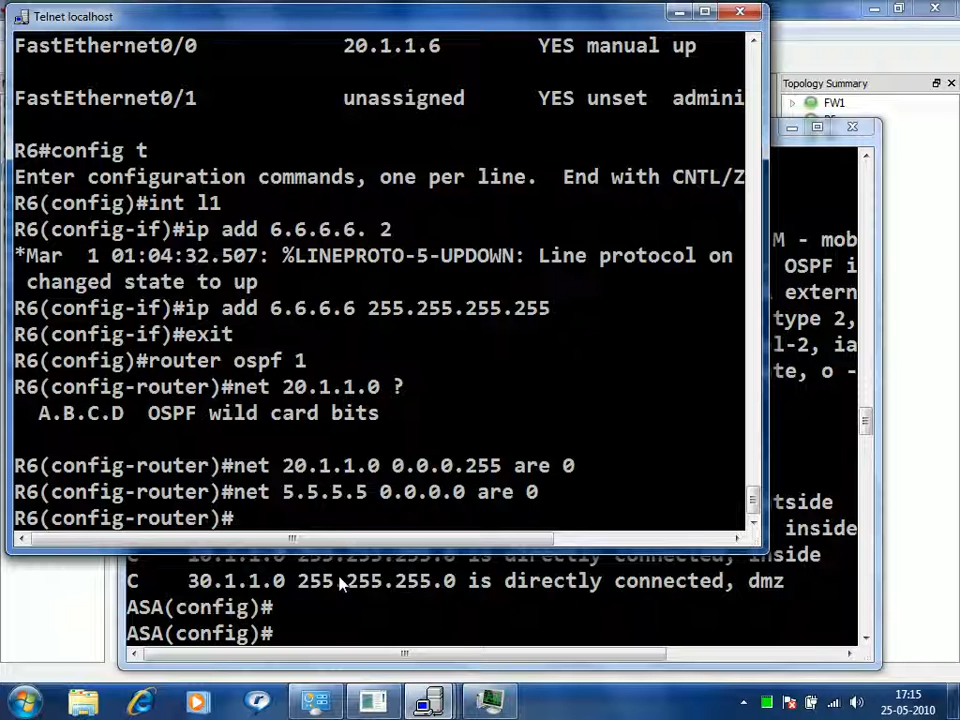 Telnet localhost
FastEthernet0/0 20.1.1.6 YES manual up
FastEthernet0/1 unassigned YES unset admini
R6#config t
Enter configuration commands, one per line. End with CNTL/Z
R6(config)#int l1
R6(config-if)#ip add 6.6.6.6. 2
*Mar 1 01:04:32.507: %LINEPROTO-5-UPDOWN: Line protocol on
changed state to up
R6(config-if)#ip add 6.6.6.6 255.255.255.255
R6(config-if)#exit
R6(config)#router ospf 1
R6(config-router)#net 20.1.1.0 ?
A.B.C.D OSPF wild card bits
R6(config-router)#net 20.1.1.0 0.0.0.255 are 0
R6(config-router)#net 5.5.5.5 0.0.0.0 are 0
R6(config-router)#
Topology Summary
FW1
M - mob
OSPF i
extern
type 2,
l-2, ia
te, o -
tside
inside
is directly connected, inside
C 30.1.1.0 255.255.255.0 is directly connected, dmz
ASA(config)#
ASA(config)#
17:15
25-05-2010